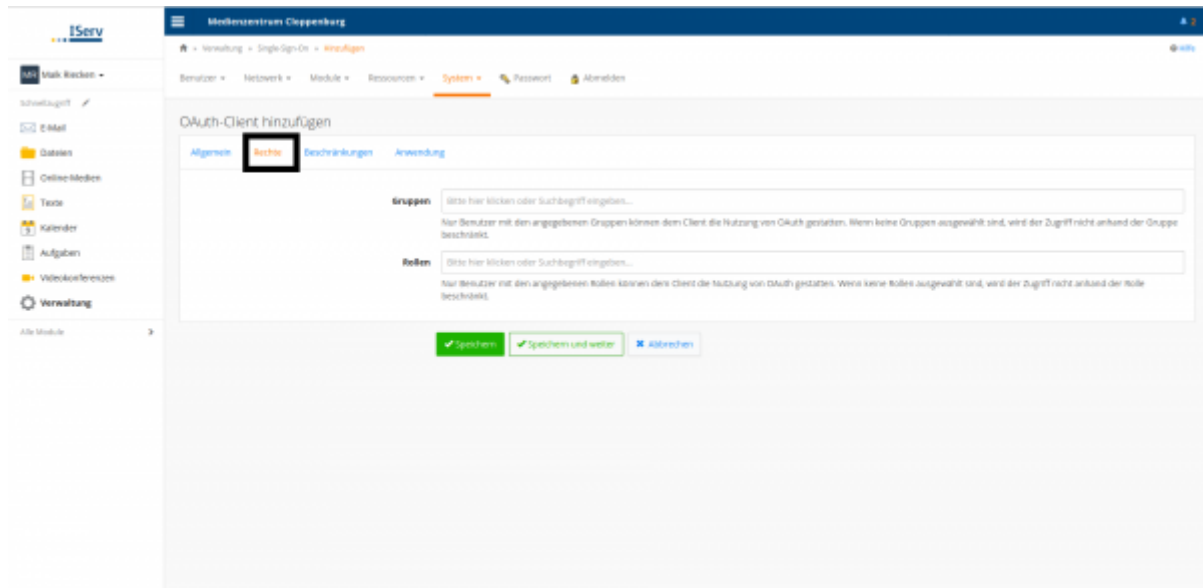 IServ
Medienzentrum Cloppenburg
2
Verwaltung » Single-Sign-On » Hinzufügen
Hilfe
MR Maik Riecken
Benutzer Netzwerk Module Ressourcen System Passwort Abmelden
Schnellzugriff
E-Mail
Dateien
Online-Medien
Texte
Kalender
Aufgaben
Videokonferenzen
Verwaltung
Alle Module
OAuth-Client hinzufügen
Allgemein Rechte Beschränkungen Anwendung
Gruppen Bitte hier klicken oder Suchbegriff eingeben...
Nur Benutzer mit den angegebenen Gruppen können dem Client die Nutzung von OAuth gestatten. Wenn keine Gruppen ausgewählt sind, wird der Zugriff nicht anhand der Gruppe
beschränkt.
Rollen Bitte hier klicken oder Suchbegriff eingeben...
Nur Benutzer mit den angegebenen Rollen können dem Client die Nutzung von OAuth gestatten. Wenn keine Rollen ausgewählt sind, wird der Zugriff nicht anhand der Rolle
beschränkt.
Speichern Speichern und weiter Abbrechen